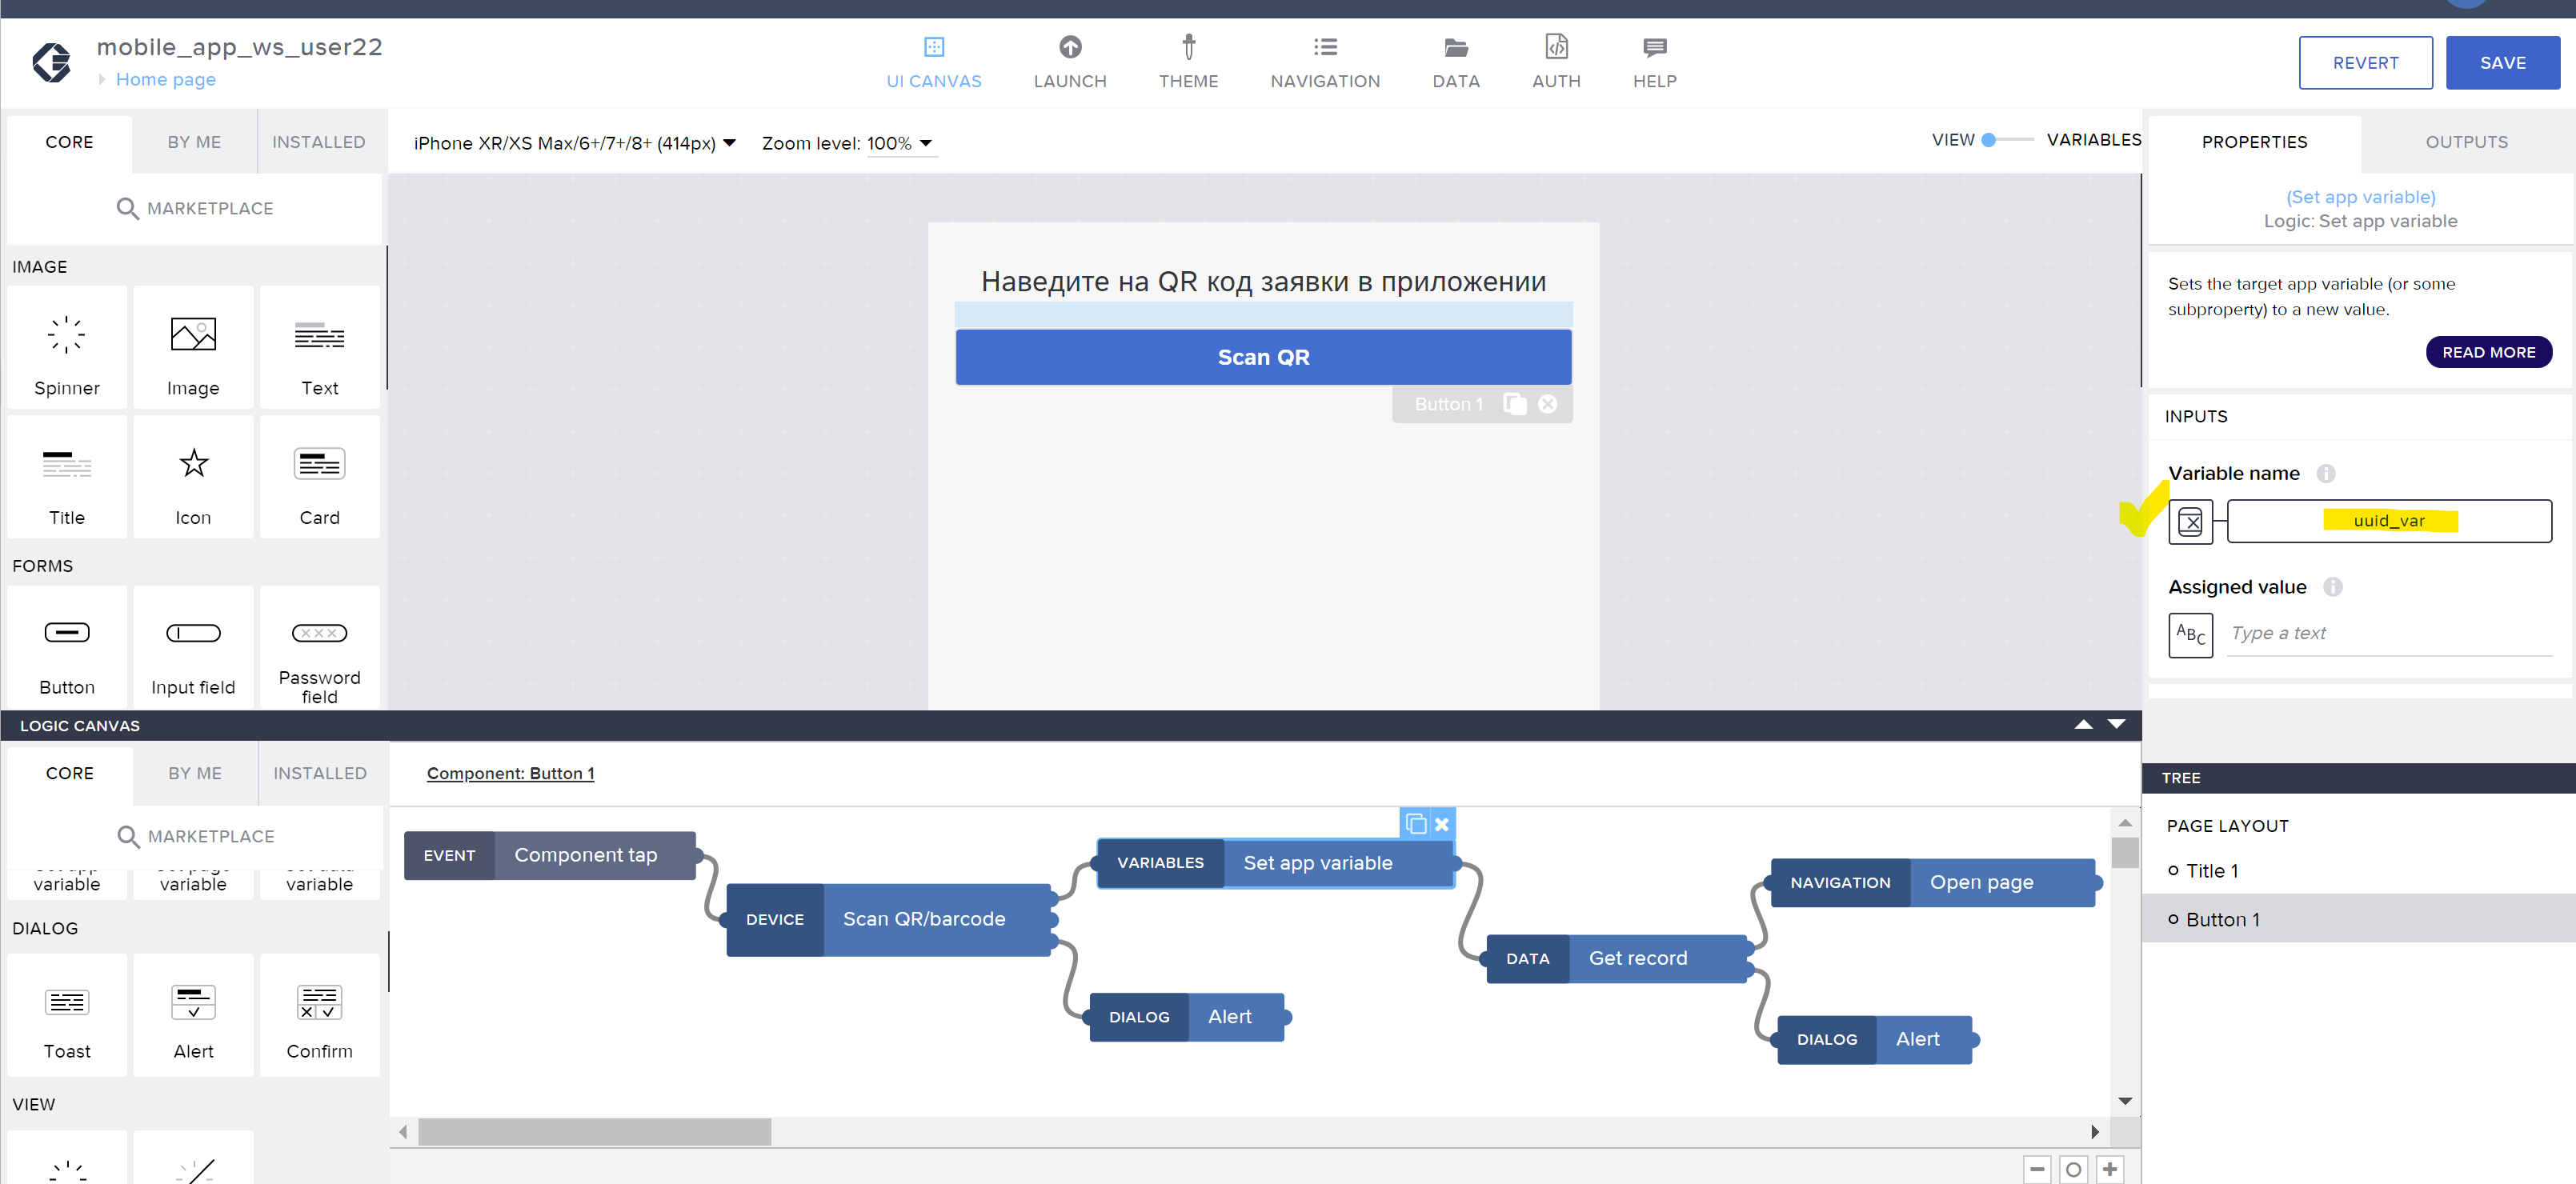 mobile_app_ws_user22
Home page
UI CANVAS
LAUNCH
THEME
NAVIGATION
DATA
AUTH
HELP
REVERT
SAVE
CORE
BY ME
INSTALLED
MARKETPLACE
IMAGE
Spinner
Image
Text
Title
Icon
Card
FORMS
Button
Input field
Password
field
iPhone XR/XS Max/6+/7+/8+ (414px)
Zoom level: 100%
VIEW
VARIABLES
Наведите на QR код заявки в приложении
Scan QR
Button 1
PROPERTIES
OUTPUTS
(Set app variable)
Logic: Set app variable
Sets the target app variable (or some
subproperty) to a new value.
READ MORE
INPUTS
Variable name
uuid_var
Assigned value
ABC
Type a text
LOGIC CANVAS
CORE
BY ME
INSTALLED
MARKETPLACE
variable
variable
variable
DIALOG
Toast
Alert
Confirm
VIEW
Component: Button 1
EVENT Component tap
DEVICE Scan QR/barcode
VARIABLES Set app variable
DIALOG Alert
DATA Get record
NAVIGATION Open page
DIALOG Alert
TREE
PAGE LAYOUT
Title 1
Button 1